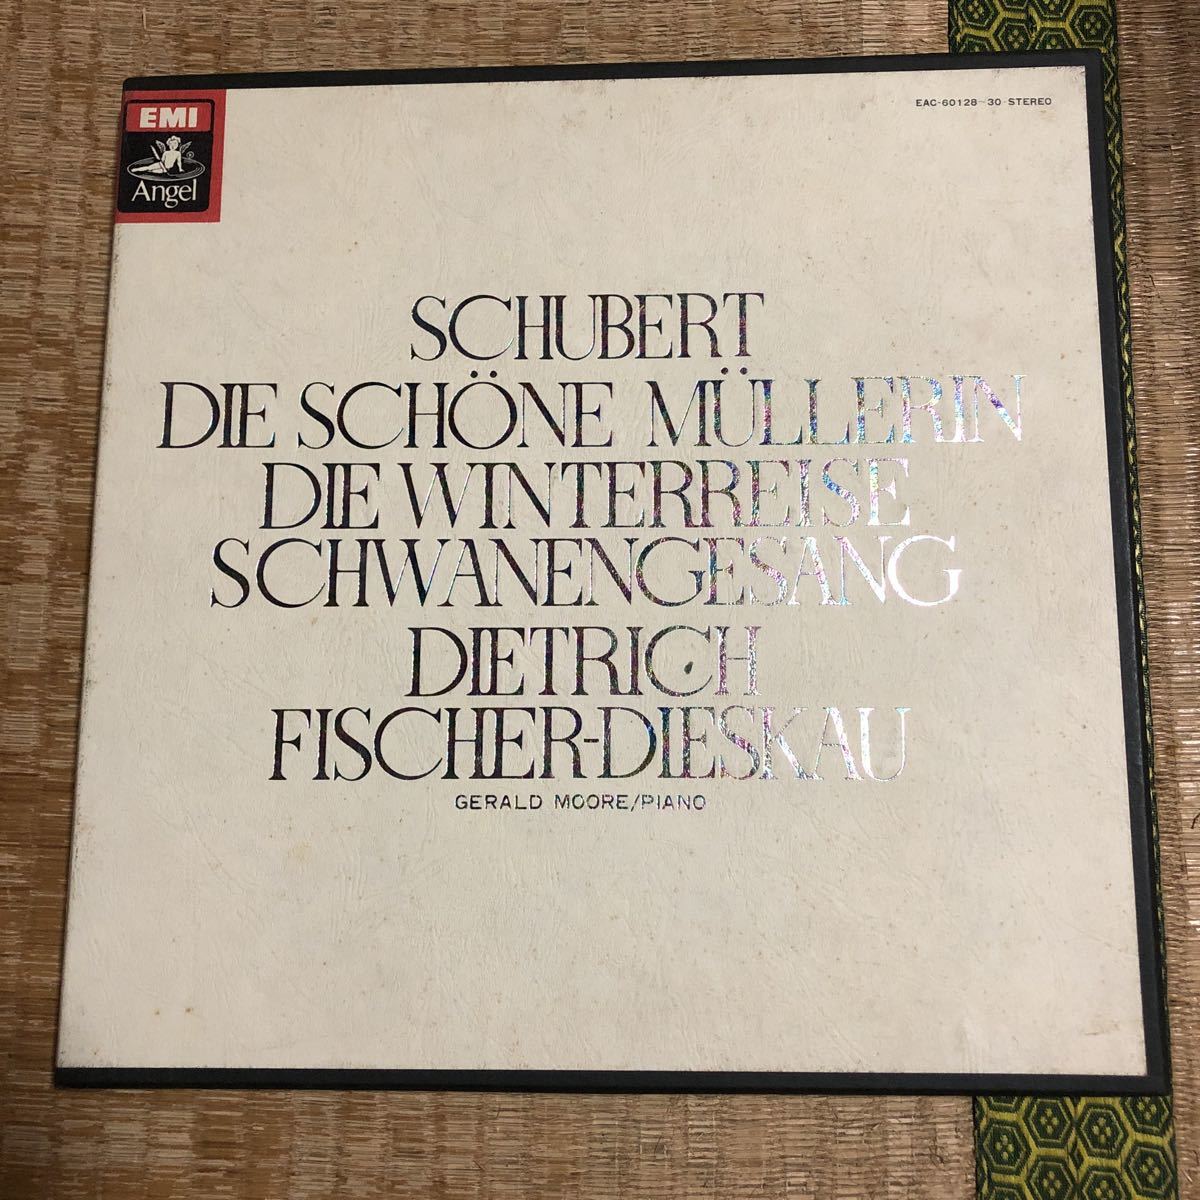 EMI
Angel
EAC-60128~30 STEREO
SCHUBERT
DIE SCHÖNE MÜLLERIN
DIE WINTERREISE
SCHWANENGESANG
DIETRICH
FISCHER-DIESKAU
GERALD MOORE/PIANO